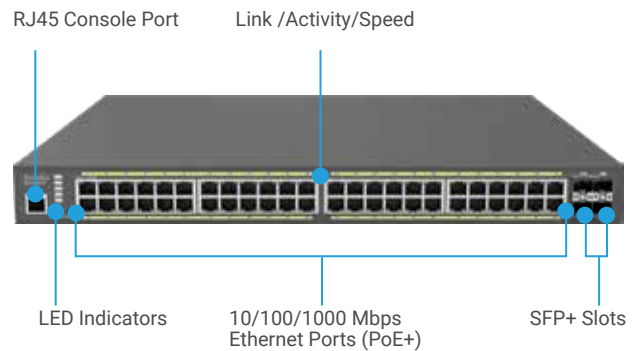 RJ45 Console Port
Link /Activity/Speed
LED Indicators
10/100/1000 Mbps
Ethernet Ports (PoE+)
SFP+ Slots